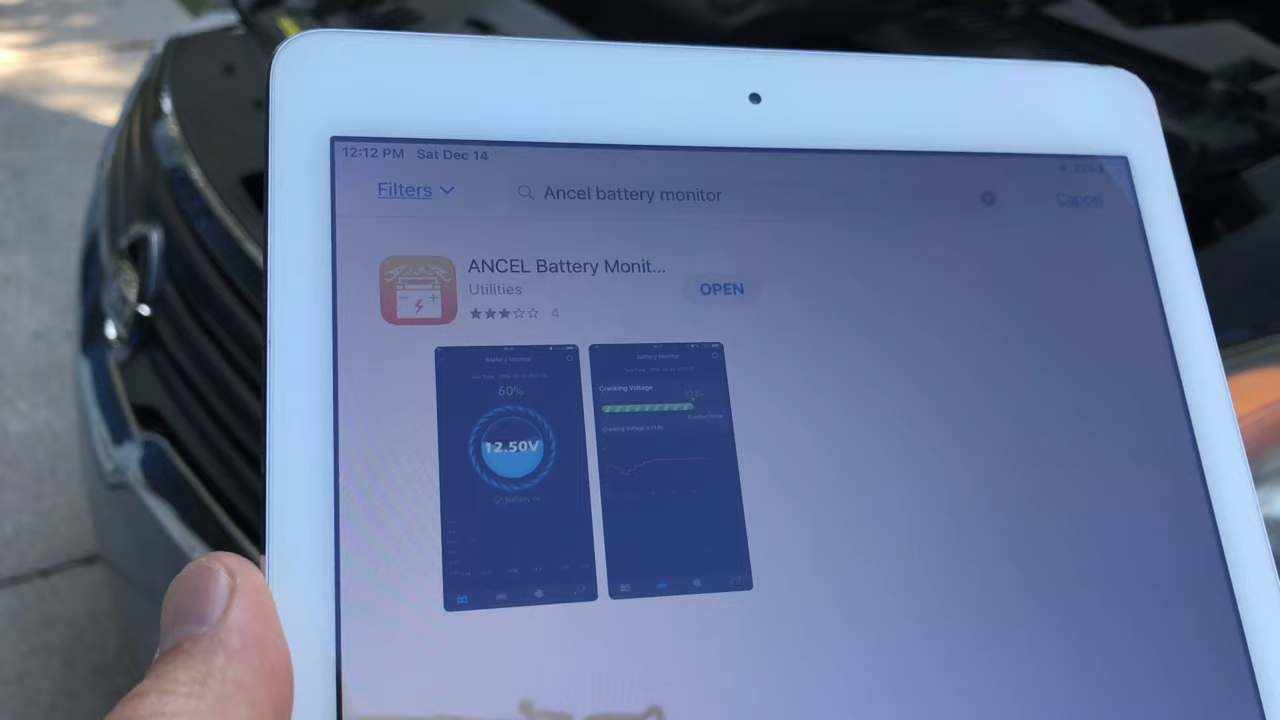 12:12 PM Sat Dec 14
Filters
Ancel battery monitor
Cancel
ANCEL Battery Monit...
Utilities
OPEN
4
Battery Monitor
60%
12.50V
Battery ok
Battery Monitor
Cranking Voltage